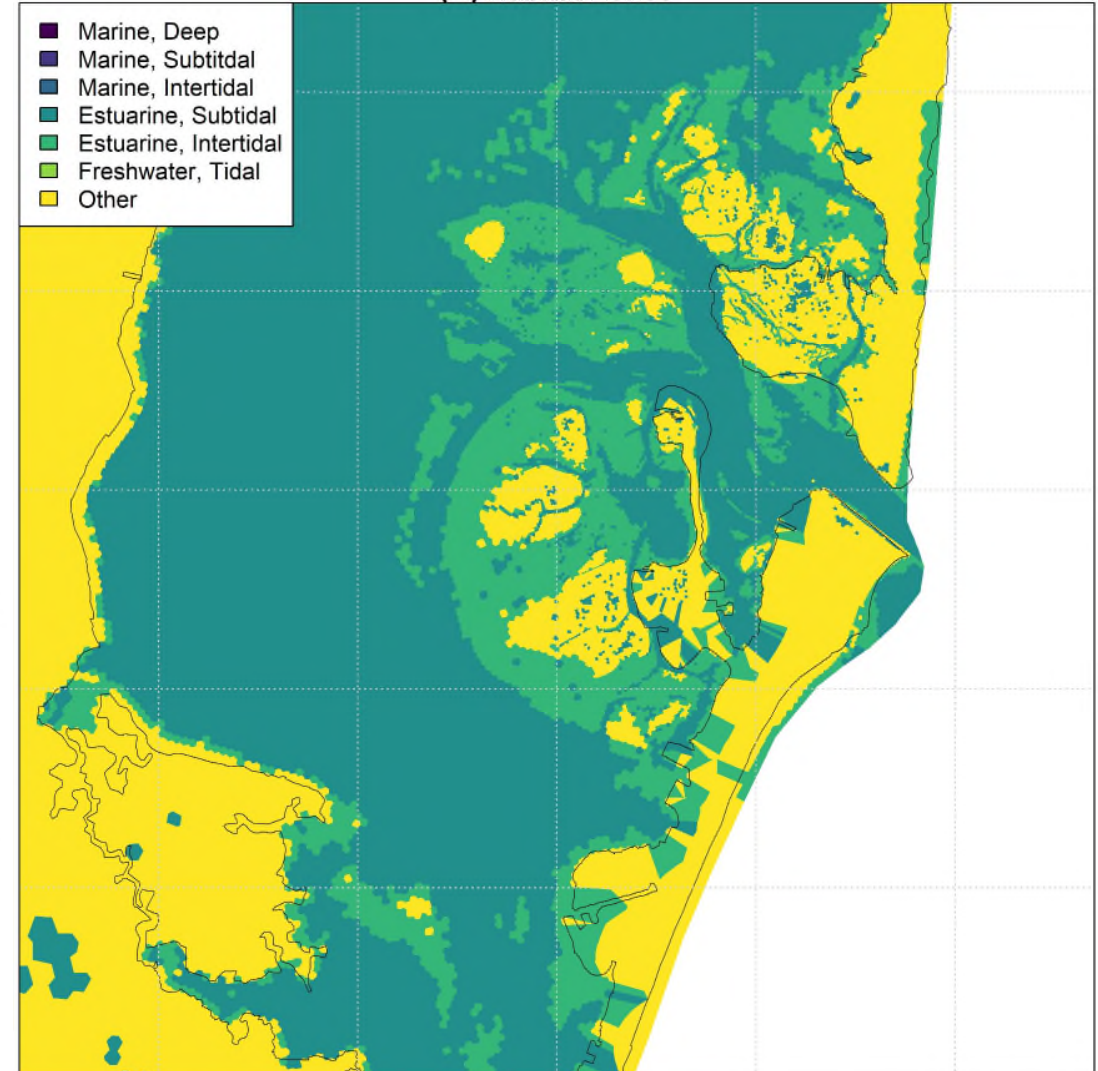 Marine, Deep
Marine, Subtitdal
Marine, Intertidal
Estuarine, Subtidal
Estuarine, Intertidal
Freshwater, Tidal
Other